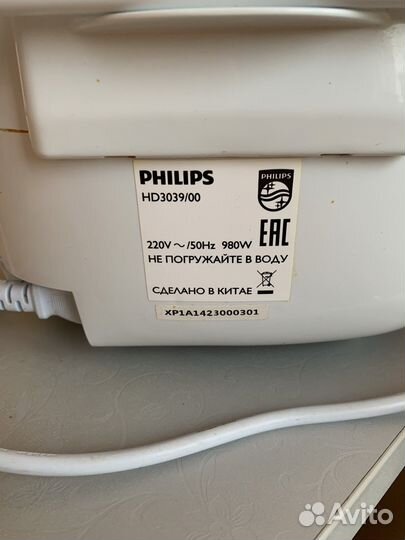 PHILIPS
PHILIPS
HD3039/00
220V ~ /50Hz 980W
EAC
НЕ ПОГРУЖАЙТЕ В ВОДУ
СДЕЛАНО В КИТАЕ
XP1A1423000301
Avito